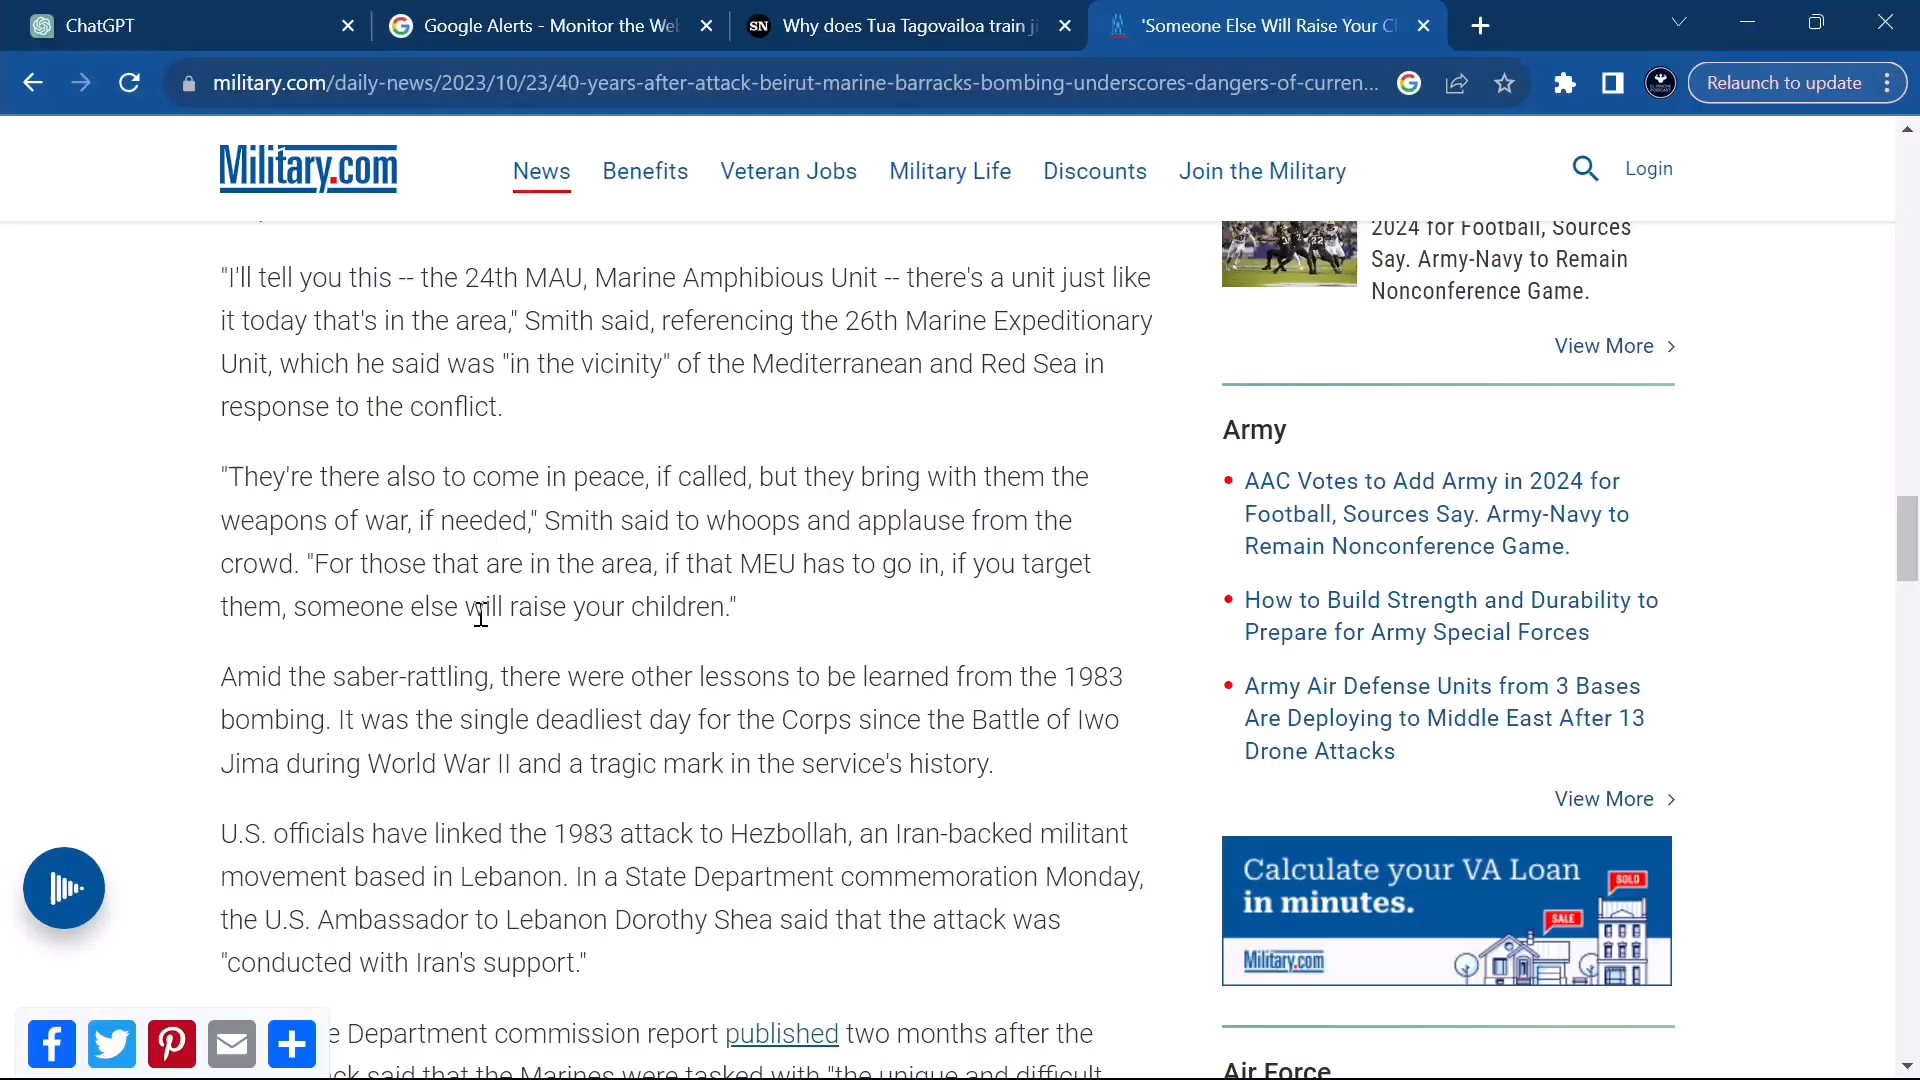 ChatGPT
Google Alerts - Monitor the We
SN Why does Tua Tagovailoa train ji
'Someone Else Will Raise Your C
military.com/daily-news/2023/10/23/40-years-after-attack-beirut-marine-barracks-bombing-underscores-dangers-of-curren...
Relaunch to update
Military.com
News
Benefits
Veteran Jobs
Military Life
Discounts
Join the Military
Login
"I'll tell you this -- the 24th MAU, Marine Amphibious Unit -- there's a unit just like
it today that's in the area," Smith said, referencing the 26th Marine Expeditionary
Unit, which he said was "in the vicinity" of the Mediterranean and Red Sea in
response to the conflict.
"They're there also to come in peace, if called, but they bring with them the
weapons of war, if needed," Smith said to whoops and applause from the
crowd. "For those that are in the area, if that MEU has to go in, if you target
them, someone else will raise your children."
Amid the saber-rattling, there were other lessons to be learned from the 1983
bombing. It was the single deadliest day for the Corps since the Battle of Iwo
Jima during World War II and a tragic mark in the service's history.
U.S. officials have linked the 1983 attack to Hezbollah, an Iran-backed militant
movement based in Lebanon. In a State Department commemoration Monday,
the U.S. Ambassador to Lebanon Dorothy Shea said that the attack was
"conducted with Iran's support."
e Department commission report published two months after the
ck said that the Marines were tasked with "the unique and difficult
2024 for Football, Sources
Say. Army-Navy to Remain
Nonconference Game.
View More
Army
AAC Votes to Add Army in 2024 for
Football, Sources Say. Army-Navy to
Remain Nonconference Game.
How to Build Strength and Durability to
Prepare for Army Special Forces
Army Air Defense Units from 3 Bases
Are Deploying to Middle East After 13
Drone Attacks
View More
Calculate your VA Loan
in minutes.
SOLD
SALE
Military.com
Air Force